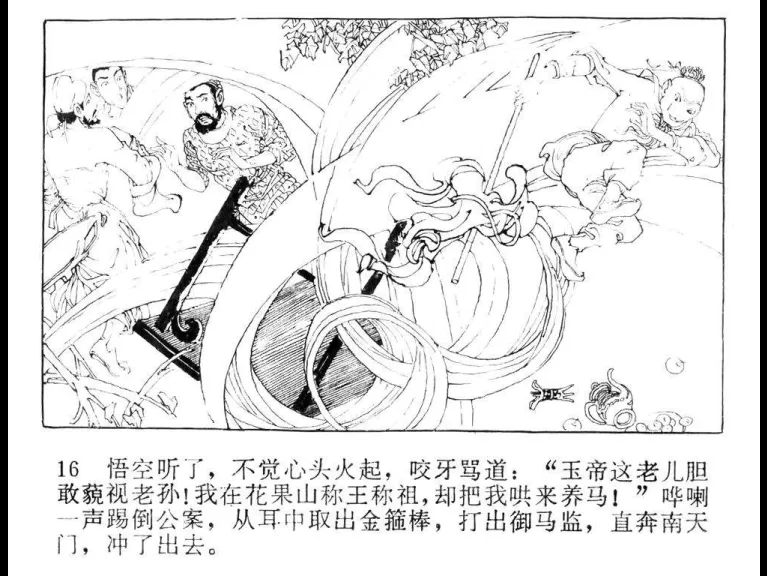 16 悟空听了，不觉心头火起，咬牙骂道：“玉帝这老儿胆
敢藐视老孙！我在花果山称王称祖，却把我哄来养马！”哗喇
一声踢倒公案，从耳中取出金箍棒，打出御马监，直奔南天
门，冲了出去。